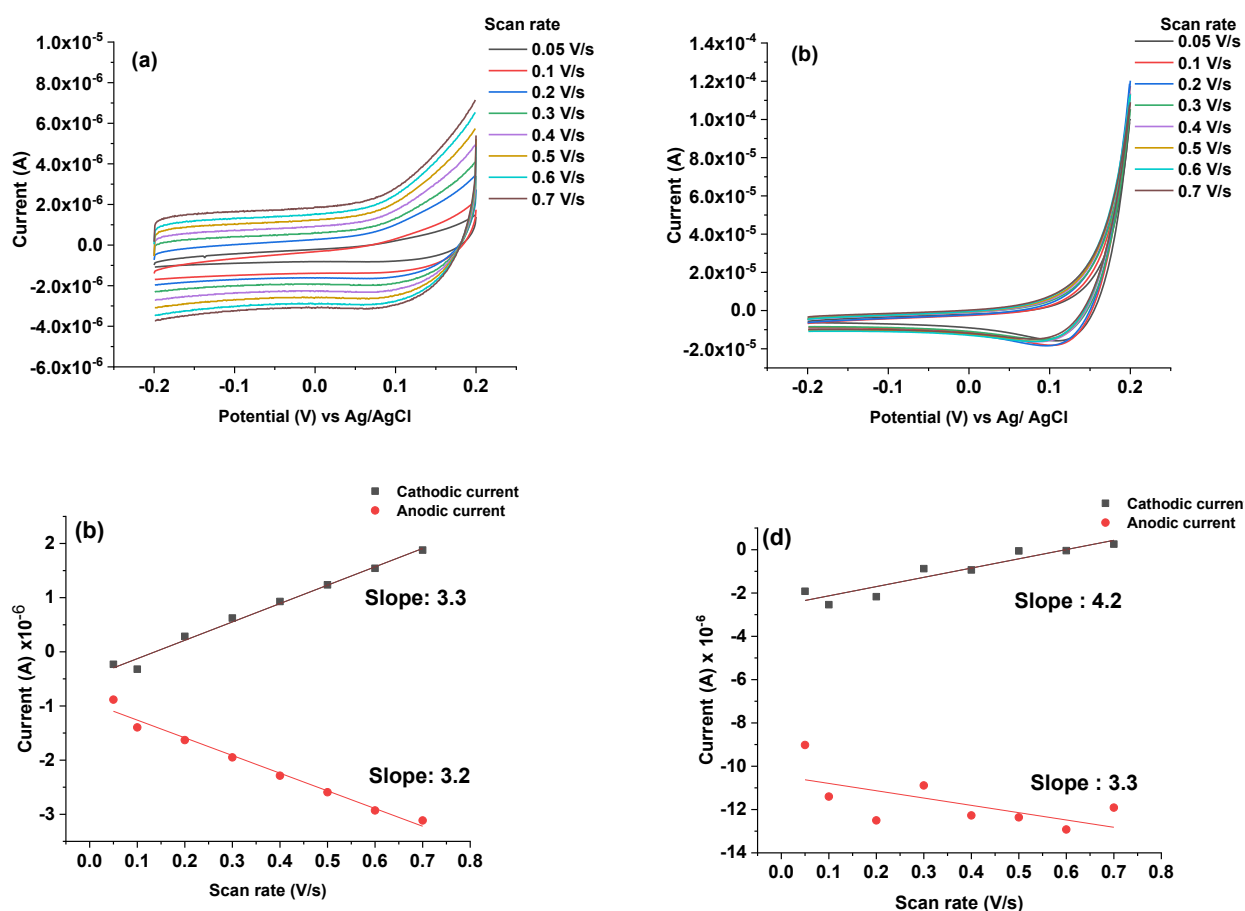 Scan rate
(a)
0.05 V/s
0.1 V/s
0.2 V/s
0.3 V/s
0.4 V/s
0.5 V/s
0.6 V/s
0.7 V/s
1.0x10⁻⁵
8.0x10⁻⁶
6.0x10⁻⁶
4.0x10⁻⁶
2.0x10⁻⁶
0.0
-2.0x10⁻⁶
-4.0x10⁻⁶
-6.0x10⁻⁶
Current (A)
-0.2 -0.1 0.0 0.1 0.2
Potential (V) vs Ag/AgCl
Scan rate
(b)
0.05 V/s
0.1 V/s
0.2 V/s
0.3 V/s
0.4 V/s
0.5 V/s
0.6 V/s
0.7 V/s
1.4x10⁻⁴
1.2x10⁻⁴
1.0x10⁻⁴
8.0x10⁻⁵
6.0x10⁻⁵
4.0x10⁻⁵
2.0x10⁻⁵
0.0
-2.0x10⁻⁵
Current (A)
-0.2 -0.1 0.0 0.1 0.2
Potential (V) vs Ag/ AgCl
Cathodic current
Anodic current
(b)
2
1
0
-1
-2
-3
Current (A) x10⁻⁶
Slope: 3.3
Slope: 3.2
0.0 0.1 0.2 0.3 0.4 0.5 0.6 0.7 0.8
Scan rate (V/s)
Cathodic curren
Anodic current
(d)
0
-2
-4
-6
-8
-10
-12
-14
Current (A) x 10⁻⁶
Slope : 4.2
Slope : 3.3
0.0 0.1 0.2 0.3 0.4 0.5 0.6 0.7 0.8
Scan rate (V/s)